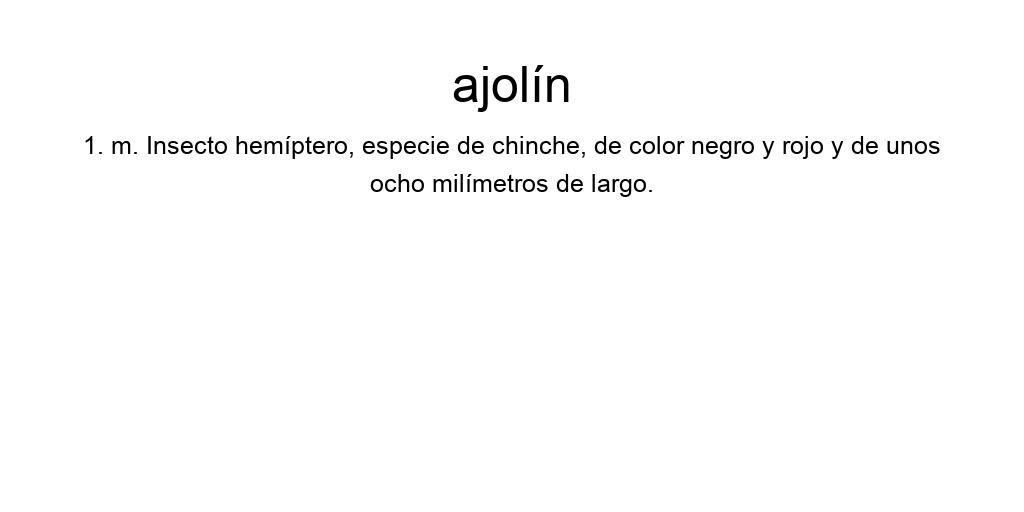 ajolín
1. m. Insecto hemíptero, especie de chinche, de color negro y rojo y de unos
ocho milímetros de largo.